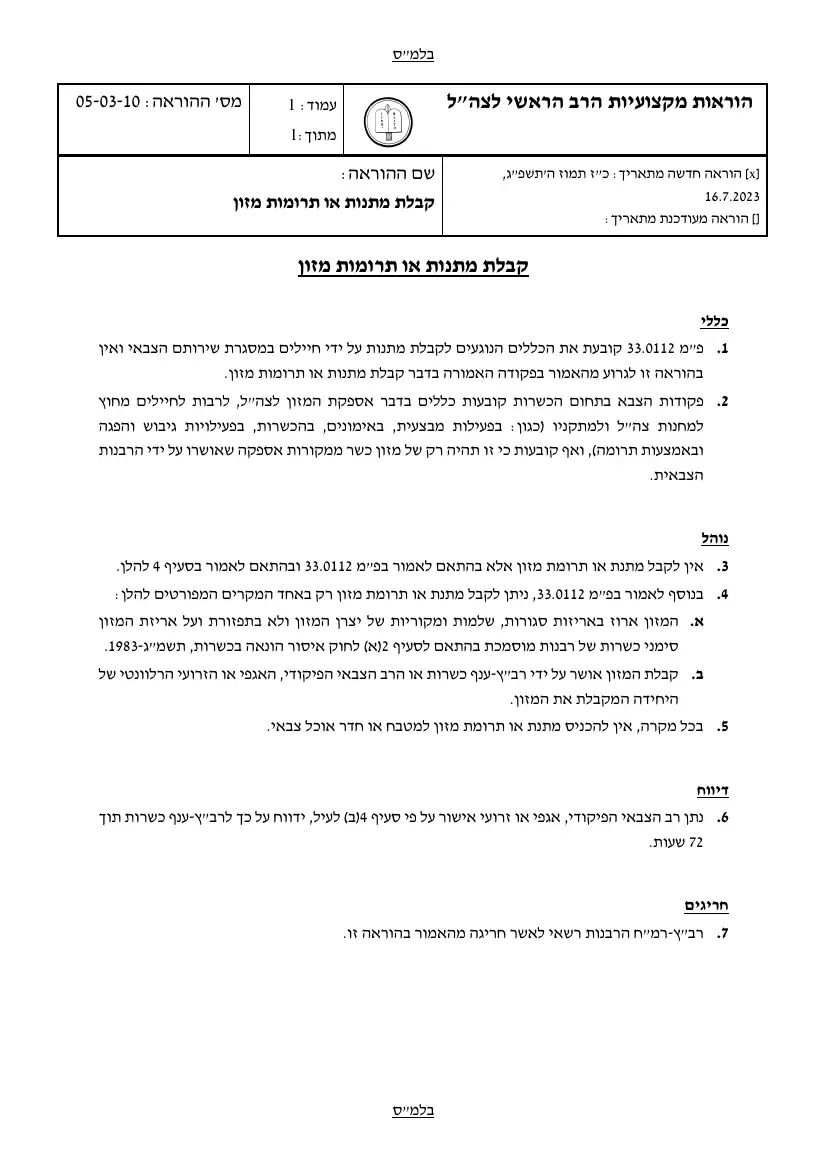 בלמ"ס
הוראות מקצועיות הרב הראשי לצה"ל
עמוד : 1
מתוך :1
מס' ההוראה : 05-03-10
[x] הוראה חדשה מתאריך : כ"ז תמוז ה'תשפ"ג,
16.7.2023
[] הוראה מעודכנת מתאריך :
שם ההוראה :
קבלת מתנות או תרומות מזון
קבלת מתנות או תרומות מזון
כללי
1. פ"מ 33.0112 קובעת את הכללים הנוגעים לקבלת מתנות על ידי חיילים במסגרת שירותם הצבאי ואין
בהוראה זו לגרוע מהאמור בפקודה האמורה בדבר קבלת מתנות או תרומות מזון.
2. פקודות הצבא בתחום הכשרות קובעות כללים בדבר אספקת המזון לצה"ל, לרבות לחיילים מחוץ
למחנות צה"ל ולמתקניו (כגון : בפעילות מבצעית, באימונים, בהכשרות, בפעילויות גיבוש והפגה
ובאמצעות תרומה), ואף קובעות כי זו תהיה רק של מזון כשר ממקורות אספקה שאושרו על ידי הרבנות
הצבאית.
נוהל
3. אין לקבל מתנת או תרומת מזון אלא בהתאם לאמור בפ"מ 33.0112 ובהתאם לאמור בסעיף 4 להלן.
4. בנוסף לאמור בפ"מ 33.0112, ניתן לקבל מתנת או תרומת מזון רק באחד המקרים המפורטים להלן :
א. המזון ארוז באריזות סגורות, שלמות ומקוריות של יצרן המזון ולא בתפזורת ועל אריזת המזון
סימני כשרות של רבנות מוסמכת בהתאם לסעיף 2(א) לחוק איסור הונאה בכשרות, תשמ"ג-1983.
ב. קבלת המזון אושר על ידי רב"ץ-ענף כשרות או הרב הצבאי הפיקודי, האגפי או הזרועי הרלוונטי של
היחידה המקבלת את המזון.
5. בכל מקרה, אין להכניס מתנת או תרומת מזון למטבח או חדר אוכל צבאי.
דיווח
6. נתן רב הצבאי הפיקודי, אגפי או זרועי אישור על פי סעיף 4(ב) לעיל, ידווח על כך לרב"ץ-ענף כשרות תוך
72 שעות.
חריגים
7. רב"ץ-רמ"ח הרבנות רשאי לאשר חריגה מהאמור בהוראה זו.
בלמ"ס